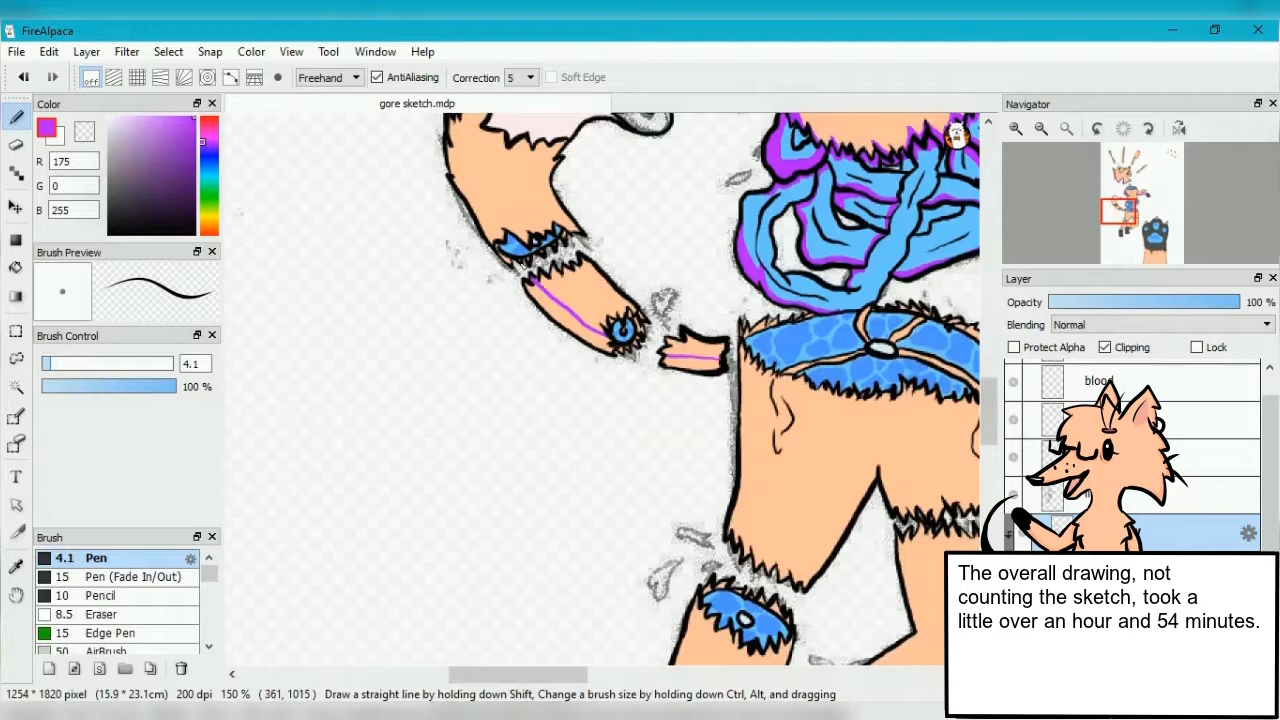 FireAlpaca
File Edit Layer Filter Select Snap Color View Tool Window Help
off Freehand AntiAliasing Correction 5 Soft Edge
Color
gore sketch.mdp
Navigator
R 175
G 0
B 255
Brush Preview
Layer
Opacity 100 %
Blending Normal
Protect Alpha Clipping Lock
Brush Control
4.1
100 %
blood
Brush
4.1 Pen
15 Pen (Fade In/Out)
10 Pencil
8.5 Eraser
15 Edge Pen
50 AirBrush
The overall drawing, not
counting the sketch, took a
little over an hour and 54 minutes.
1254 * 1820 pixel (15.9 * 23.1cm) 200 dpi 150 % ( 361, 1015 ) Draw a straight line by holding down Shift, Change a brush size by holding down Ctrl, Alt, and dragging